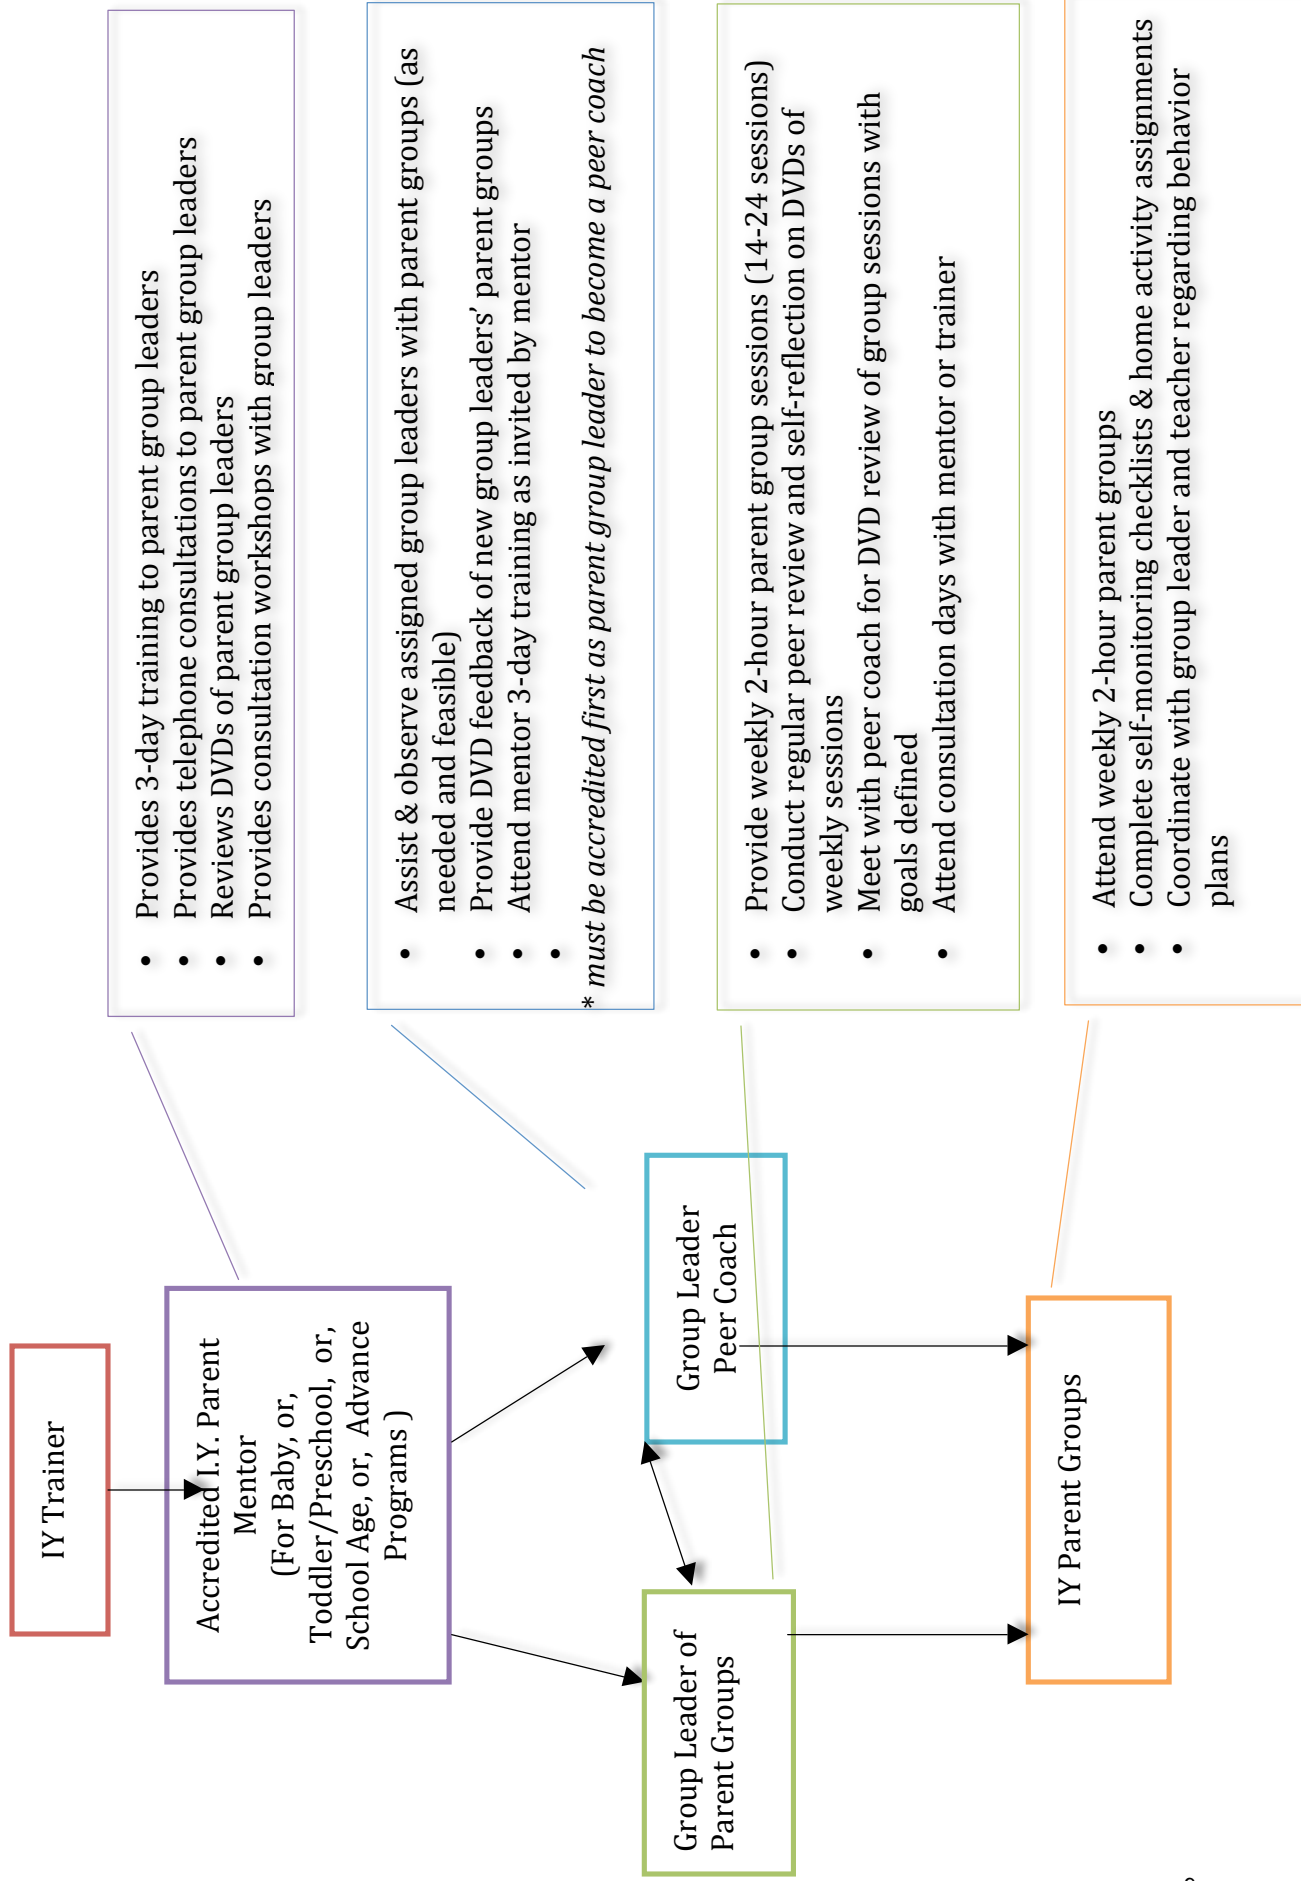 IY Trainer
Accredited I.Y. Parent
Mentor
(For Baby, or,
Toddler/Preschool, or,
School Age, or, Advance
Programs )
Group Leader of
Parent Groups
Group Leader
Peer Coach
IY Parent Groups
• Provides 3-day training to parent group leaders
• Provides telephone consultations to parent group leaders
• Reviews DVDs of parent group leaders
• Provides consultation workshops with group leaders
• Assist & observe assigned group leaders with parent groups (as
needed and feasible)
• Provide DVD feedback of new group leaders’ parent groups
• Attend mentor 3-day training as invited by mentor
•
* must be accredited first as parent group leader to become a peer coach
• Provide weekly 2-hour parent group sessions (14-24 sessions)
• Conduct regular peer review and self-reflection on DVDs of
weekly sessions
• Meet with peer coach for DVD review of group sessions with
goals defined
• Attend consultation days with mentor or trainer
• Attend weekly 2-hour parent groups
• Complete self-monitoring checklists & home activity assignments
• Coordinate with group leader and teacher regarding behavior
plans